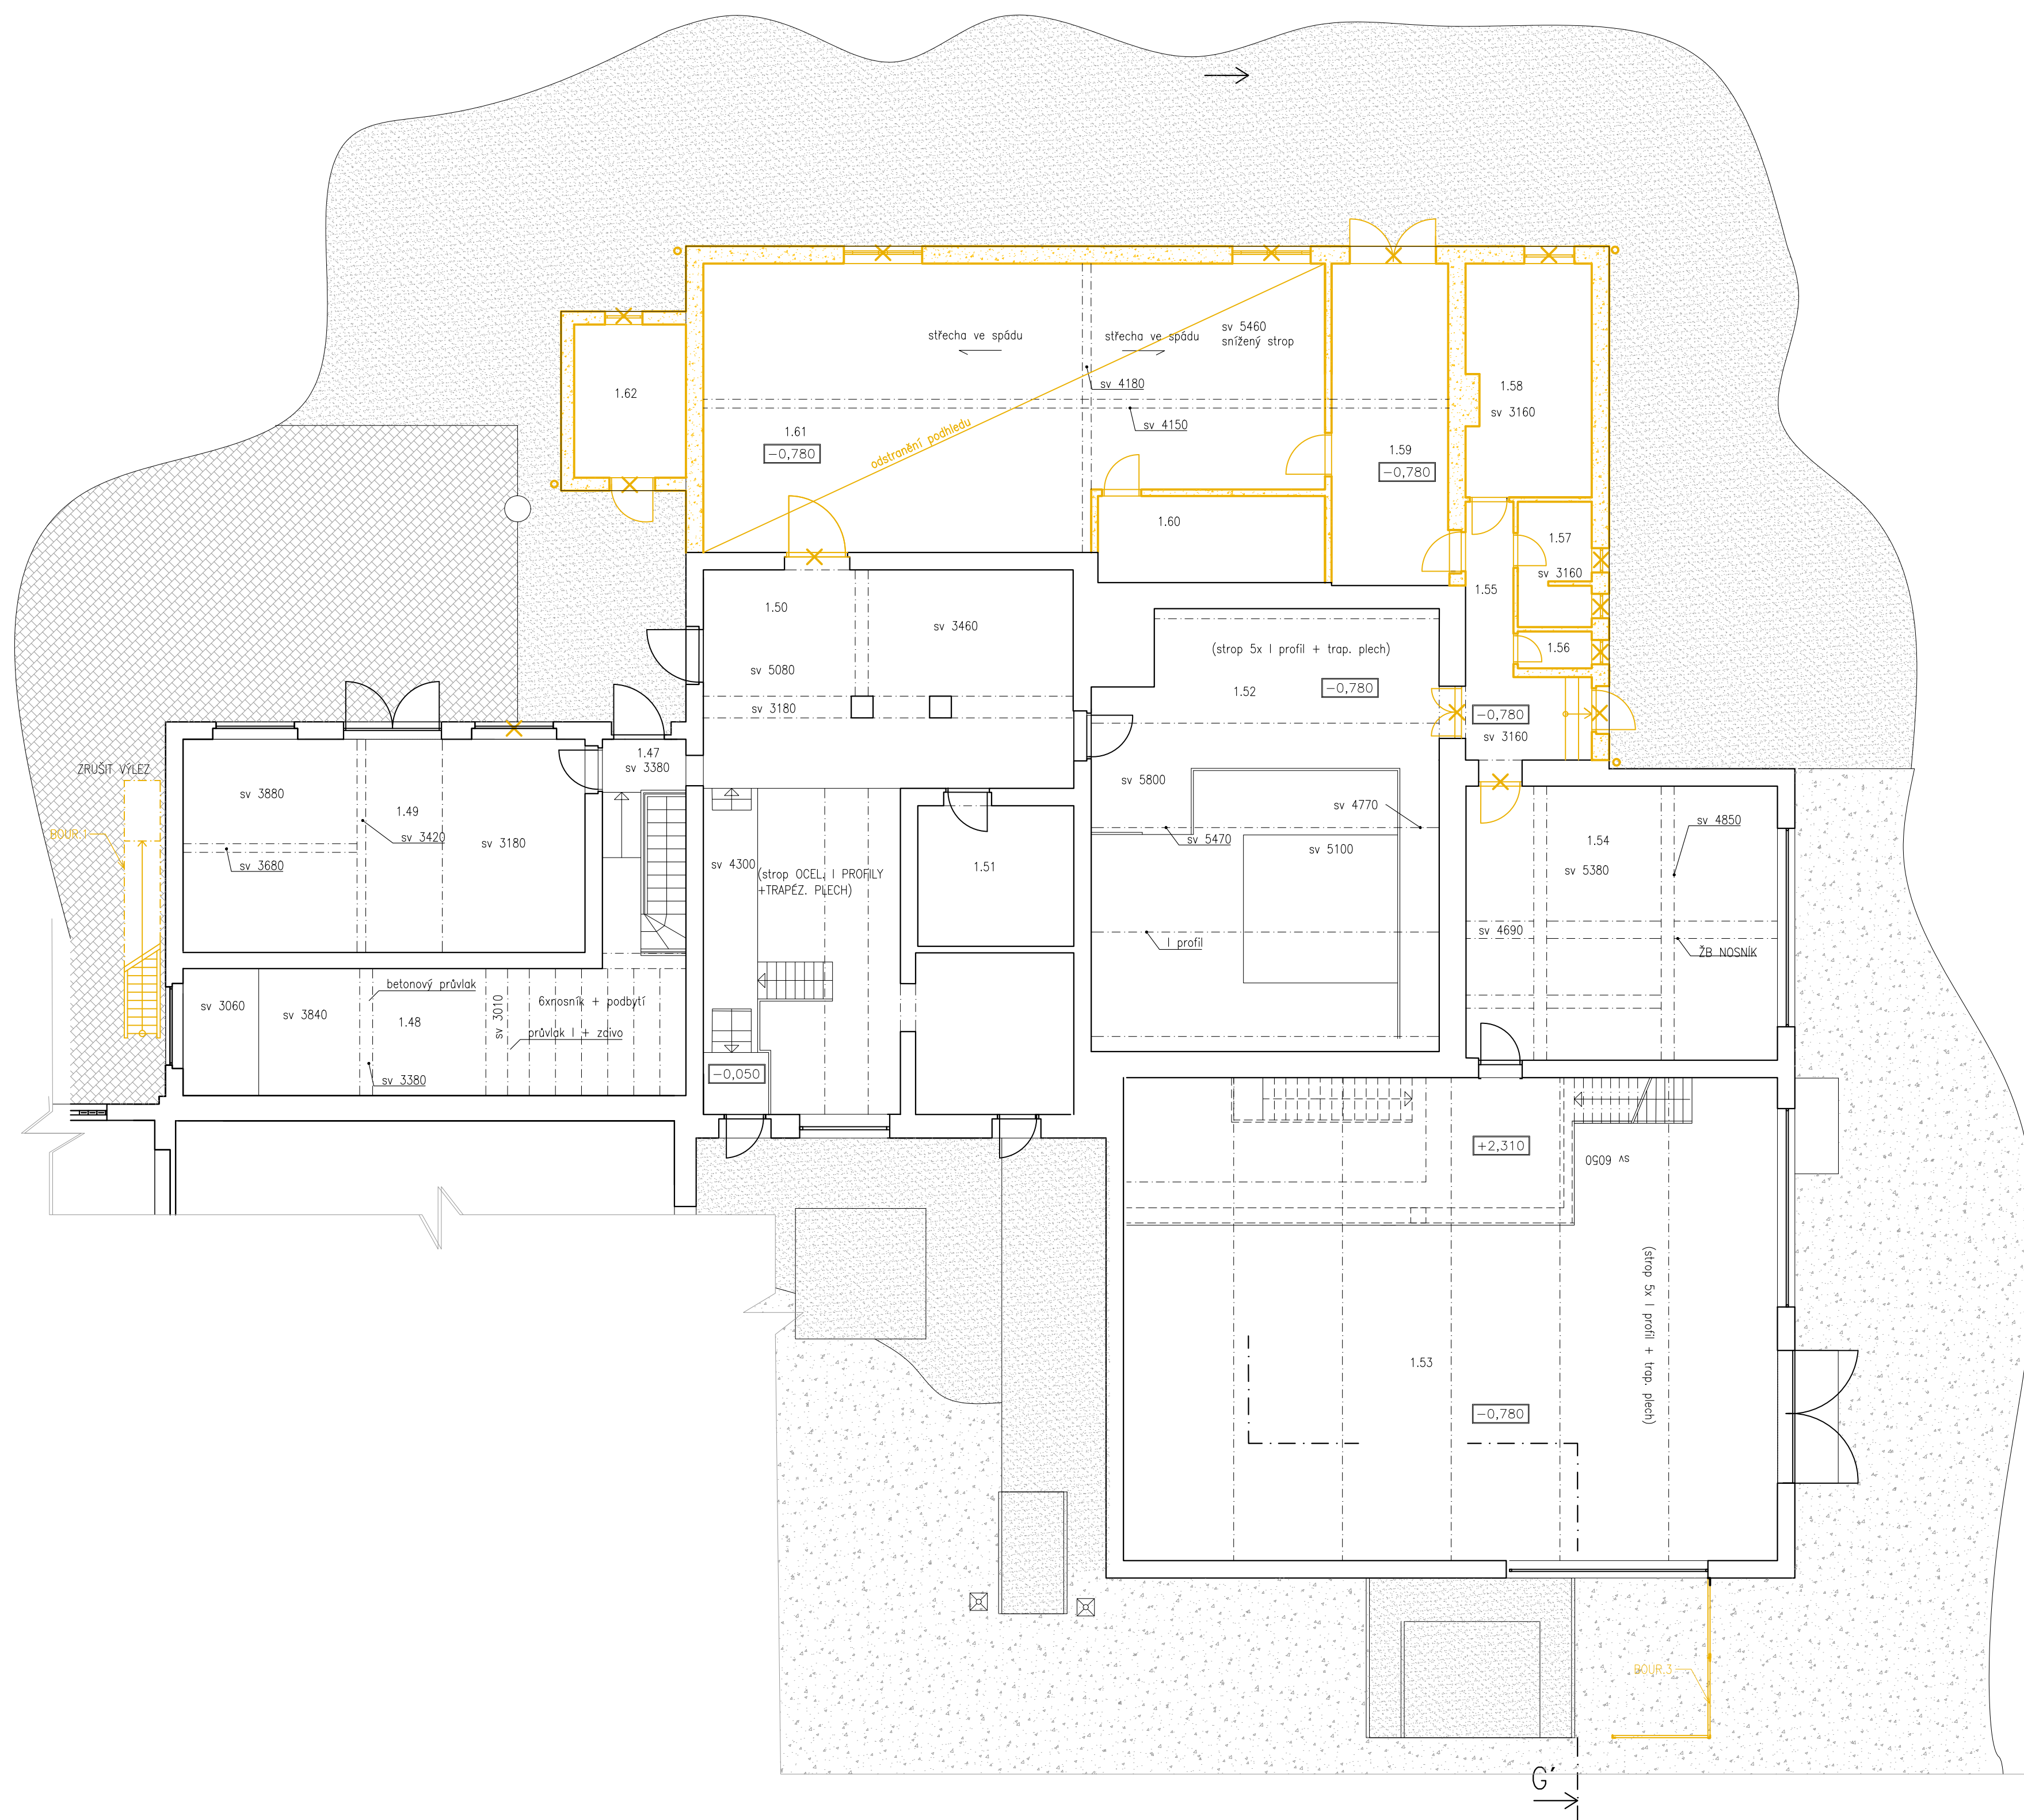 střecha ve spádu
střecha ve spádu
sv 5460
snížený strop
sv 4180
1.62
1.58
sv 3160
sv 4150
1.61
-0,780
odstranění podhledu
1.59
-0,780
1.60
1.57
sv 3160
1.55
1.50
sv 3460
(strop 5x I profil + trap. plech)
1.56
sv 5080
1.52
-0,780
sv 3180
-0,780
sv 3160
1.47
sv 3380
ZRUŠIT VÝLEZ
sv 5800
sv 3880
1.49
sv 4770
sv 4850
BOUR.1
sv 3420
sv 3180
sv 5470
1.54
sv 5100
sv 3680
sv 4300
(strop OCEL. I PROFILY
+TRAPÉZ. PLECH)
1.51
sv 5380
sv 4690
I profil
ŽB NOSNÍK
betonový průvlak
sv 3060
sv 3840
1.48
sv 3010
6xnosník + podbytí
průvlak I + zdivo
sv 3380
-0,050
+2,310
sv 6050
(strop 5x I profil + trap. plech)
1.53
-0,780
BOUR.3
G'